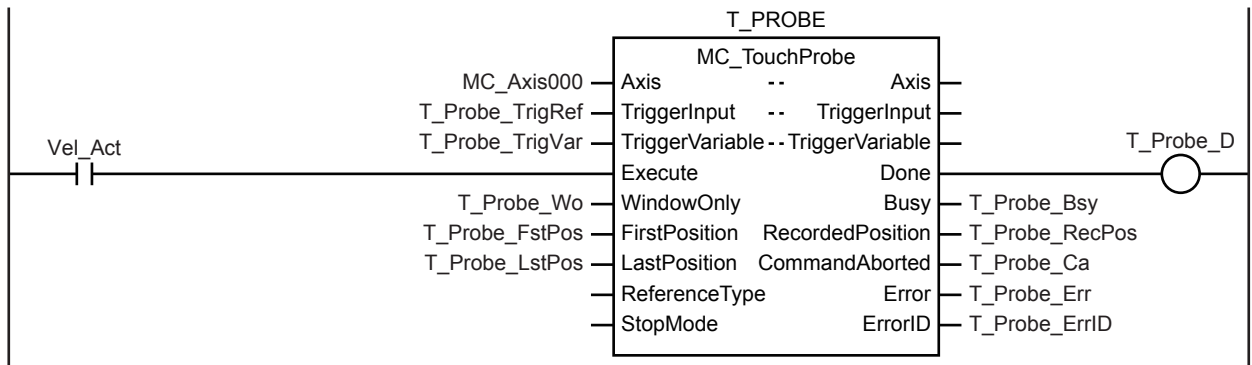 T_PROBE
MC_TouchProbe
MC_Axis000 Axis -- Axis
T_Probe_TrigRef TriggerInput -- TriggerInput
T_Probe_TrigVar TriggerVariable -- TriggerVariable
Vel_Act T_Probe_D
Execute Done
T_Probe_Wo WindowOnly Busy T_Probe_Bsy
T_Probe_FstPos FirstPosition RecordedPosition T_Probe_RecPos
T_Probe_LstPos LastPosition CommandAborted T_Probe_Ca
ReferenceType Error T_Probe_Err
StopMode ErrorID T_Probe_ErrID